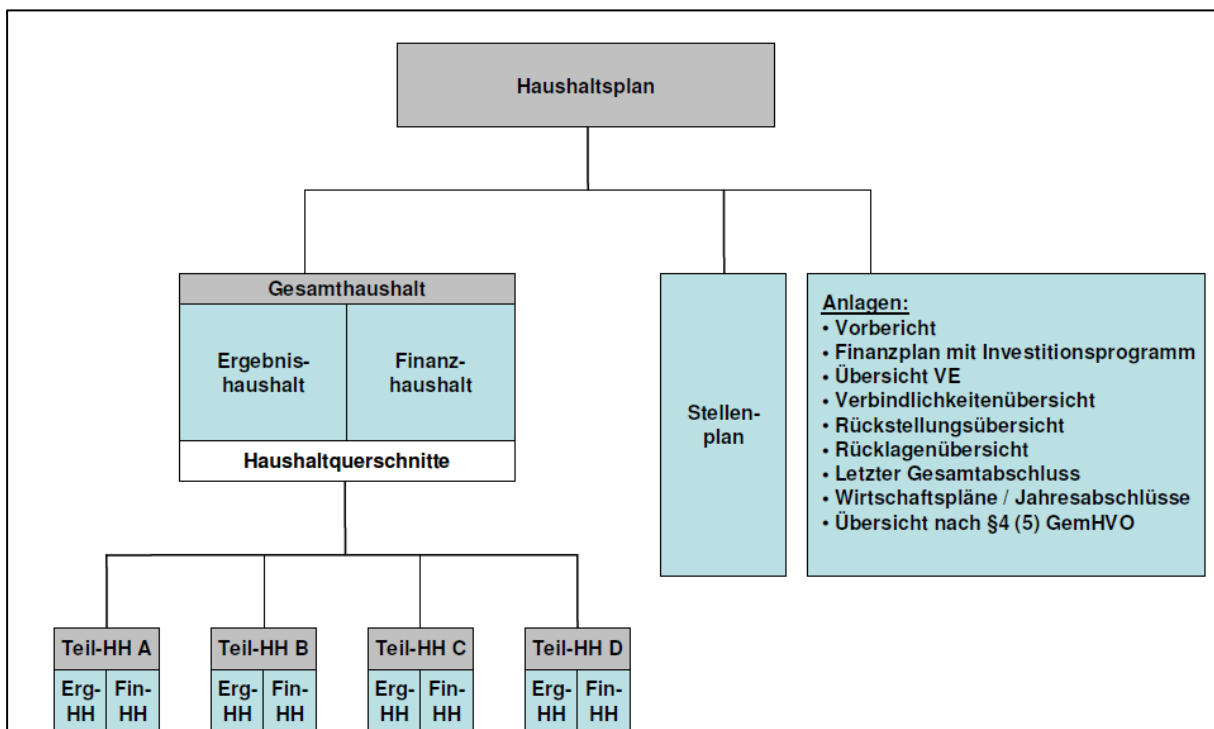 Haushaltsplan
Gesamthaushalt
Ergebnis-
haushalt
Finanz-
haushalt
Haushaltquerschnitte
Stellen-
plan
Anlagen:
• Vorbericht
• Finanzplan mit Investitionsprogramm
• Übersicht VE
• Verbindlichkeitenübersicht
• Rückstellungsübersicht
• Rücklagenübersicht
• Letzter Gesamtabschluss
• Wirtschaftspläne / Jahresabschlüsse
• Übersicht nach §4 (5) GemHVO
Teil-HH A
Erg-
HH
Fin-
HH
Teil-HH B
Erg-
HH
Fin-
HH
Teil-HH C
Erg-
HH
Fin-
HH
Teil-HH D
Erg-
HH
Fin-
HH